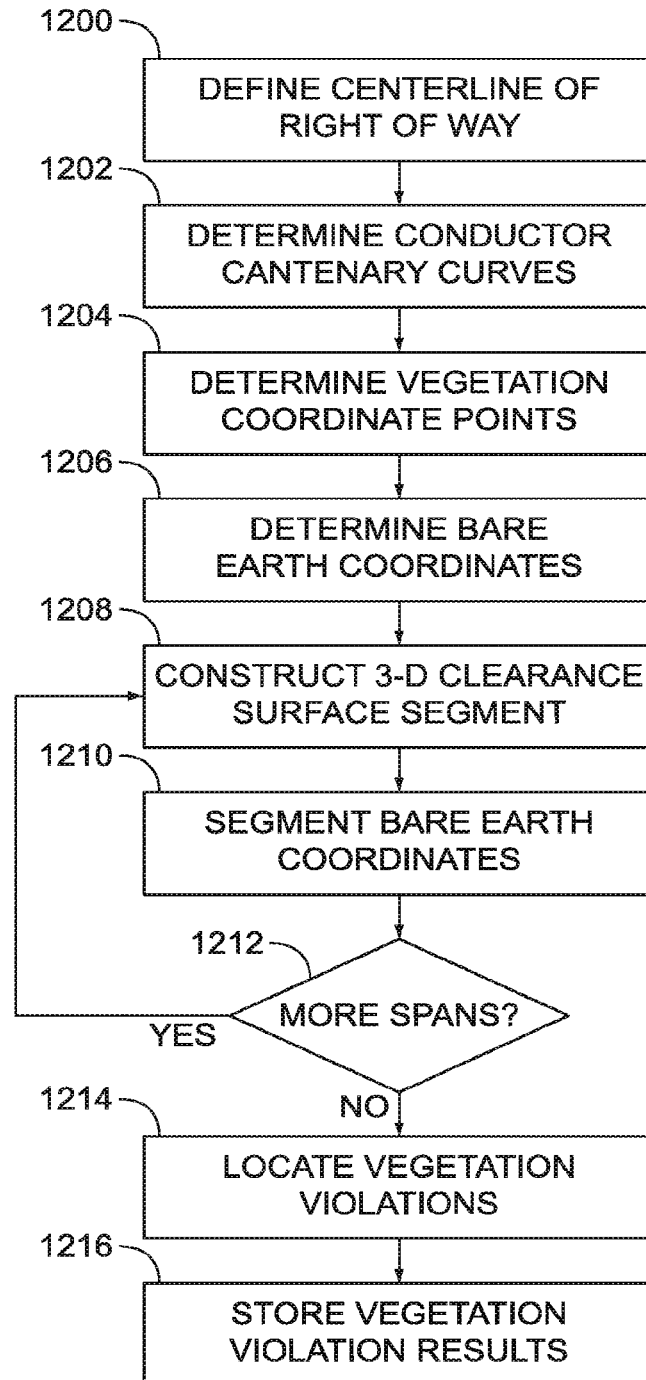 1200
DEFINE CENTERLINE OF
RIGHT OF WAY
1202
DETERMINE CONDUCTOR
CANTENARY CURVES
1204
DETERMINE VEGETATION
COORDINATE POINTS
1206
DETERMINE BARE
EARTH COORDINATES
1208
CONSTRUCT 3-D CLEARANCE
SURFACE SEGMENT
1210
SEGMENT BARE EARTH
COORDINATES
1212
MORE SPANS?
YES
NO
1214
LOCATE VEGETATION
VIOLATIONS
1216
STORE VEGETATION
VIOLATION RESULTS